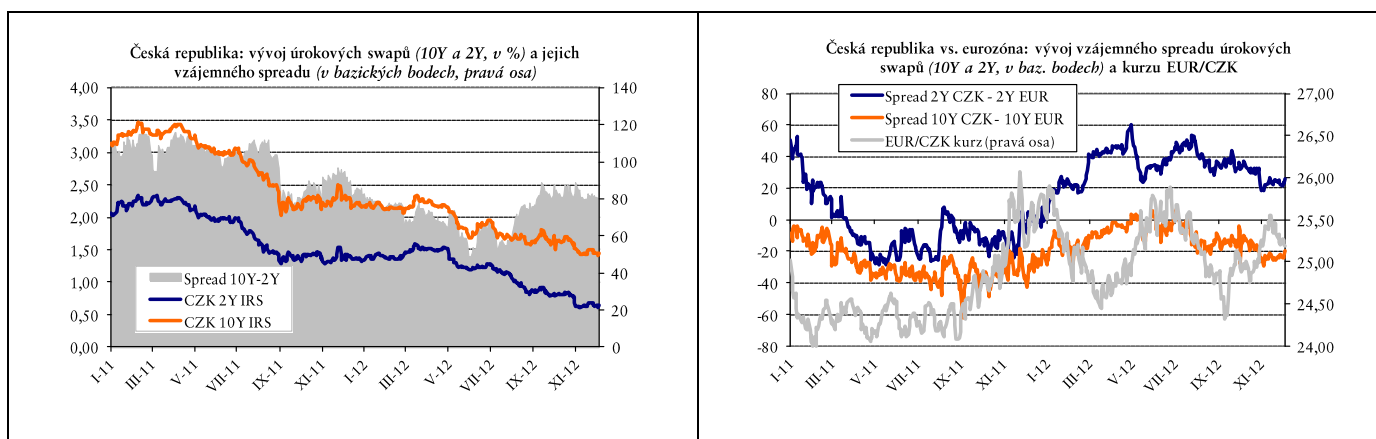 Česká republika: vývoj úrokových swapů (10Y a 2Y, v %) a jejich
vzájemného spreadu (v bazických bodech, pravá osa)
4,00
3,50
3,00
2,50
2,00
1,50
1,00
0,50
0,00
140
120
100
80
60
40
20
0
Spread 10Y-2Y
CZK 2Y IRS
CZK 10Y IRS
I-11
III-11
V-11
VII-11
IX-11
XI-11
I-12
III-12
V-12
VII-12
IX-12
XI-12
Česká republika vs. eurozóna: vývoj vzájemného spreadu úrokových
swapů (10Y a 2Y, v baz. bodech) a kurzu EUR/CZK
80
60
40
20
0
-20
-40
-60
-80
27,00
26,50
26,00
25,50
25,00
24,50
24,00
Spread 2Y CZK - 2Y EUR
Spread 10Y CZK - 10Y EUR
EUR/CZK kurz (pravá osa)
I-11
III-11
V-11
VII-11
IX-11
XI-11
I-12
III-12
V-12
VII-12
IX-12
XI-12